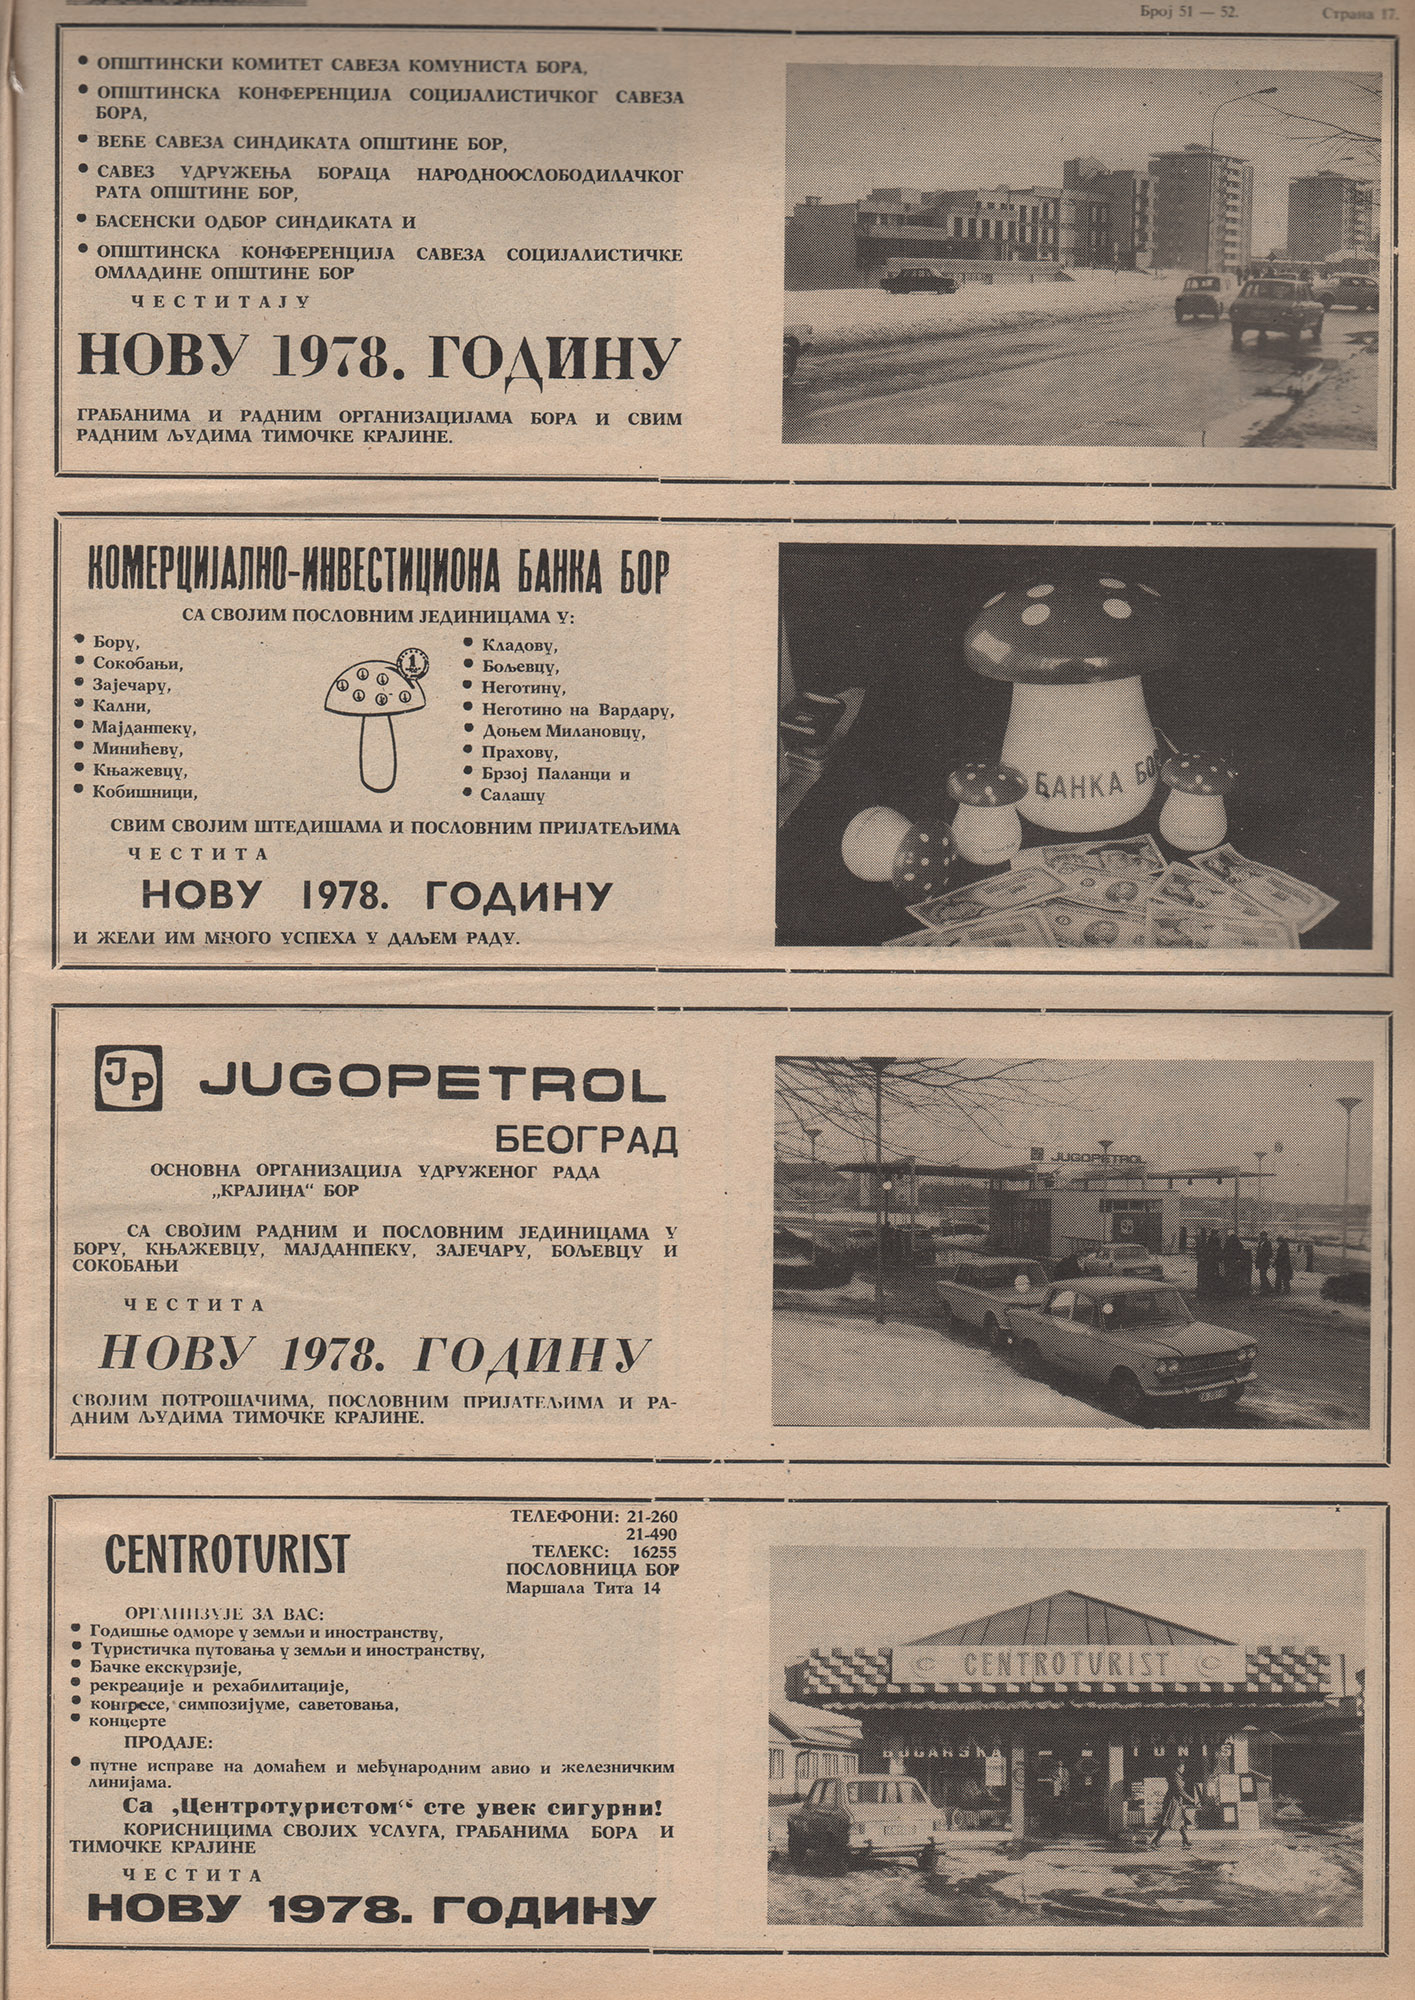 Број 51 — 52.
Страна 17.
● ОПШТИНСКИ КОМИТЕТ САВЕЗА КОМУНИСТА БОРА,
● ОПШТИНСКА КОНФЕРЕНЦИЈА СОЦИЈАЛИСТИЧКОГ САВЕЗА
БОРА,
● ВЕЋЕ САВЕЗА СИНДИКАТА ОПШТИНЕ БОР,
● САВЕЗ УДРУЖЕЊА БОРАЦА НАРОДНООСЛОБОДИЛАЧКОГ
РАТА ОПШТИНЕ БОР,
● БАСЕНСКИ ОДБОР СИНДИКАТА И
● ОПШТИНСКА КОНФЕРЕНЦИЈА САВЕЗА СОЦИЈАЛИСТИЧКЕ
ОМЛАДИНЕ ОПШТИНЕ БОР
ЧЕСТИТАЈУ
НОВУ 1978. ГОДИНУ
ГРАЂАНИМА И РАДНИМ ОРГАНИЗАЦИЈАМА БОРА И СВИМ
РАДНИМ ЉУДИМА ТИМОЧКЕ КРАЈИНЕ.
КОМЕРЦИЈАЛНО-ИНВЕСТИЦИОНА БАНКА БОР
СА СВОЈИМ ПОСЛОВНИМ ЈЕДИНИЦАМА У:
● Бору,
● Сокобањи,
● Зајечару,
● Кални,
● Мајданпеку,
● Минићеву,
● Књажевцу,
● Кобишници,
1
● Кладову,
● Бољевцу,
● Неготину,
● Неготино на Вардару,
● Доњем Милановцу,
● Прахову,
● Брзој Паланци и
● Салашу
СВИМ СВОЈИМ ШТЕДИШАМА И ПОСЛОВНИМ ПРИЈАТЕЉИМА
ЧЕСТИТА
НОВУ 1978. ГОДИНУ
И ЖЕЛИ ИМ МНОГО УСПЕХА У ДАЉЕМ РАДУ.
БАНКА БОР
JP JUGOPETROL
БЕОГРАД
ОСНОВНА ОРГАНИЗАЦИЈА УДРУЖЕНОГ РАДА
„КРАЈИНА“ БОР
СА СВОЈИМ РАДНИМ И ПОСЛОВНИМ ЈЕДИНИЦАМА У
БОРУ, КЊАЖЕВЦУ, МАЈДАНПЕКУ, ЗАЈЕЧАРУ, БОЉЕВЦУ И
СОКОБАЊИ
ЧЕСТИТА
НОВУ 1978. ГОДИНУ
СВОЈИМ ПОТРОШАЧИМА, ПОСЛОВНИМ ПРИЈАТЕЉИМА И РА-
ДНИМ ЉУДИМА ТИМОЧКЕ КРАЈИНЕ.
JUGOPETROL
JP
CENTROTURIST
ТЕЛЕФОНИ: 21-260
21-490
ТЕЛЕКС: 16255
ПОСЛОВНИЦА БОР
Маршала Тита 14
ОРГАНИЗУЈЕ ЗА ВАС:
● Годишње одморе у земљи и иностранству,
● Туристичка путовања у земљи и иностранству,
● Ђачке екскурзије,
● рекреације и рехабилитације,
● конгресе, симпозијуме, саветовања,
● концерте
ПРОДАЈЕ:
● путне исправе на домаћем и међународним авио и железничким
линијама.
Са „Центротуристом“ сте увек сигурни!
КОРИСНИЦИМА СВОЈИХ УСЛУГА, ГРАЂАНИМА БОРА И
ТИМОЧКЕ КРАЈИНЕ
ЧЕСТИТА
НОВУ 1978. ГОДИНУ
CENTROTURIST
BUGARSKA
TUNIS